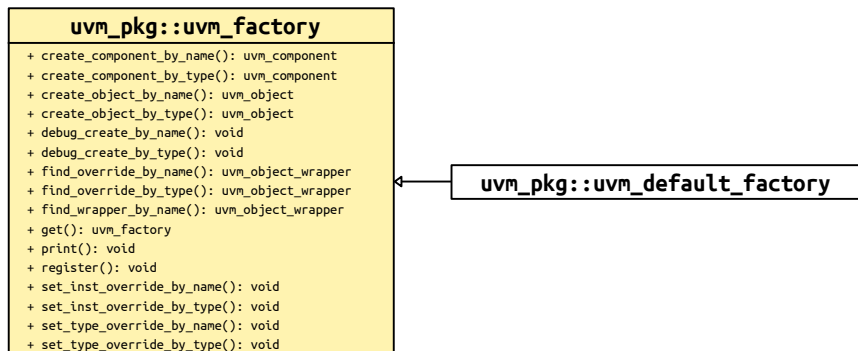 uvm_pkg::uvm_factory
+ create_component_by_name(): uvm_component
+ create_component_by_type(): uvm_component
+ create_object_by_name(): uvm_object
+ create_object_by_type(): uvm_object
+ debug_create_by_name(): void
+ debug_create_by_type(): void
+ find_override_by_name(): uvm_object_wrapper
+ find_override_by_type(): uvm_object_wrapper
+ find_wrapper_by_name(): uvm_object_wrapper
+ get(): uvm_factory
+ print(): void
+ register(): void
+ set_inst_override_by_name(): void
+ set_inst_override_by_type(): void
+ set_type_override_by_name(): void
+ set_type_override_by_type(): void
uvm_pkg::uvm_default_factory